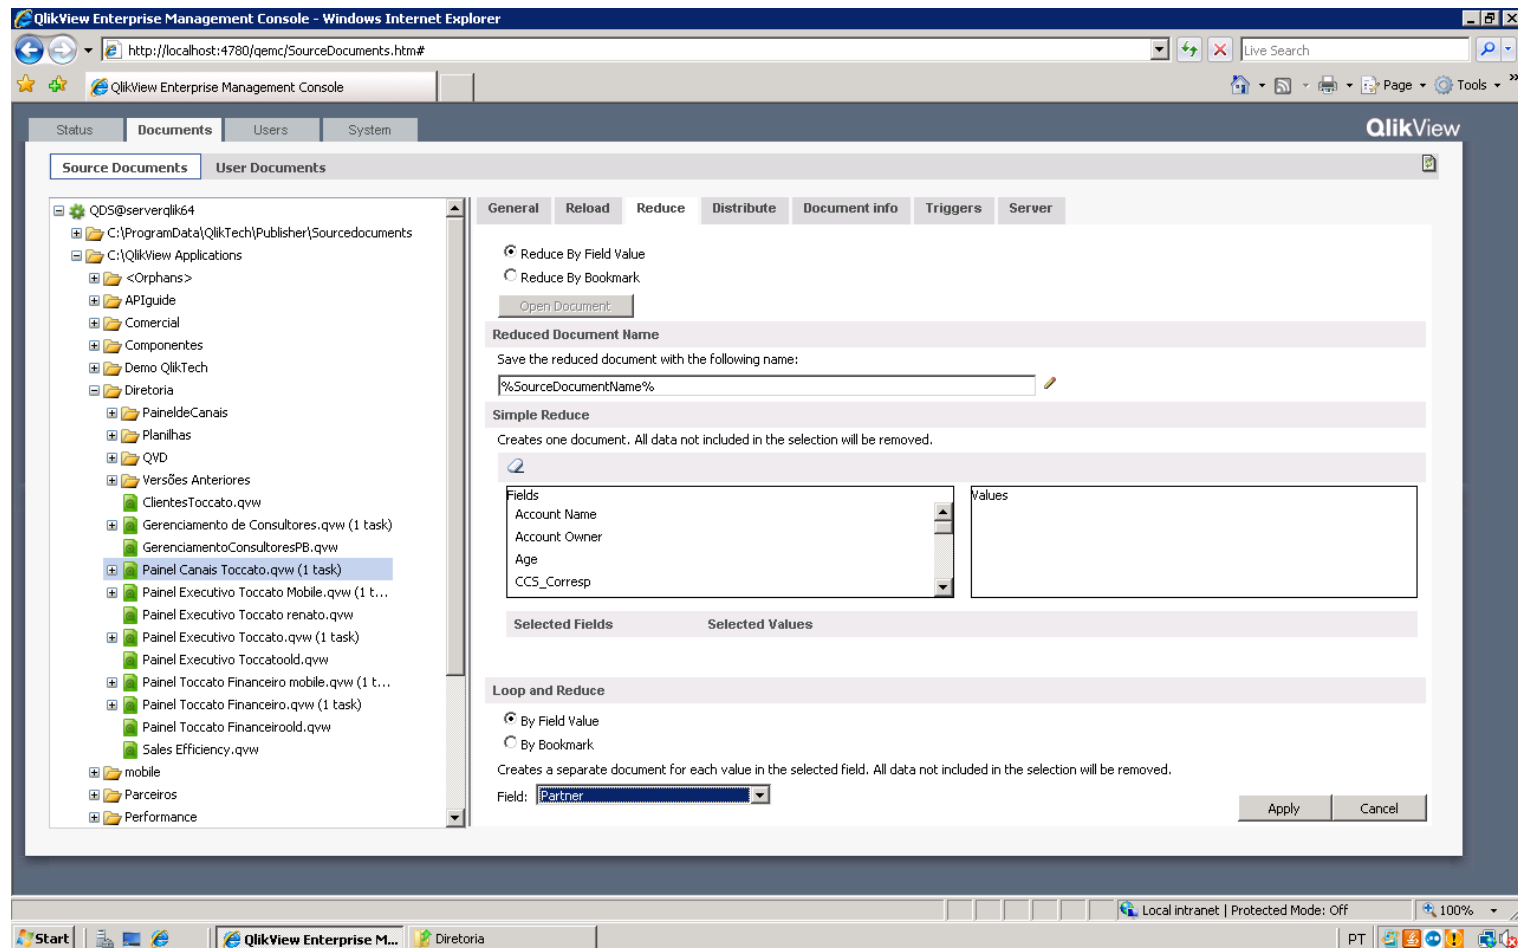 QlikView Enterprise Management Console - Windows Internet Explorer
http://localhost:4780/qemc/SourceDocuments.htm#
Live Search
QlikView Enterprise Management Console
Page
Tools
»
Status
Documents
Users
System
QlikView
Source Documents
User Documents
QDS@serverqlik64
C:\ProgramData\QlikTech\Publisher\Sourcedocuments
C:\QlikView Applications
<Orphans>
APIguide
Comercial
Componentes
Demo QlikTech
Diretoria
PaineldeCanais
Planilhas
QVD
Versões Anteriores
ClientesToccato.qvw
Gerenciamento de Consultores.qvw (1 task)
GerenciamentoConsultoresPB.qvw
Painel Canais Toccato.qvw (1 task)
Painel Executivo Toccato Mobile.qvw (1 t...
Painel Executivo Toccato renato.qvw
Painel Executivo Toccato.qvw (1 task)
Painel Executivo Toccatoold.qvw
Painel Toccato Financeiro mobile.qvw (1 t...
Painel Toccato Financeiro.qvw (1 task)
Painel Toccato Financeiroold.qvw
Sales Efficiency.qvw
mobile
Parceiros
Performance
General
Reload
Reduce
Distribute
Document info
Triggers
Server
Reduce By Field Value
Reduce By Bookmark
Open Document
Reduced Document Name
Save the reduced document with the following name:
%SourceDocumentName%
Simple Reduce
Creates one document. All data not included in the selection will be removed.
Fields
Account Name
Account Owner
Age
CCS_Corresp
Values
Selected Fields
Selected Values
Loop and Reduce
By Field Value
By Bookmark
Creates a separate document for each value in the selected field. All data not included in the selection will be removed.
Field: Partner
Apply
Cancel
Local intranet | Protected Mode: Off
100%
Start
QlikView Enterprise M...
Diretoria
PT